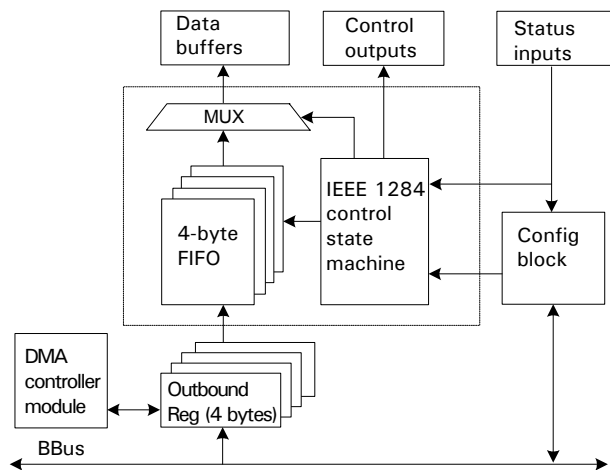 Data
buffers
Control
outputs
Status
inputs
MUX
IEEE 1284
control
state
machine
4-byte
FIFO
Config
block
DMA
controller
module
Outbound
Reg (4 bytes)
BBus